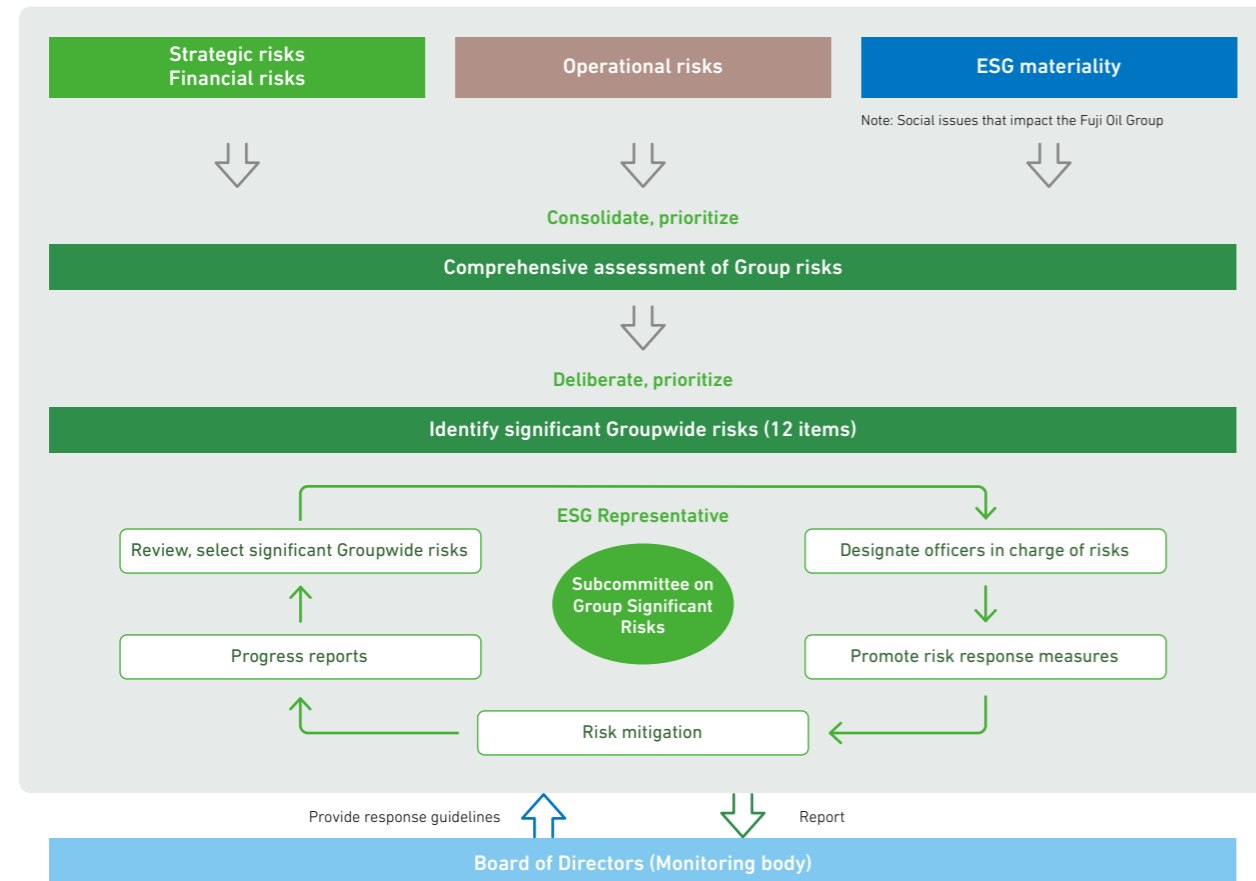 Strategic risks
Financial risks
Operational risks
ESG materiality
Note: Social issues that impact the Fuji Oil Group
Consolidate, prioritize
Comprehensive assessment of Group risks
Deliberate, prioritize
Identify significant Groupwide risks (12 items)
ESG Representative
Review, select significant Groupwide risks
Designate officers in charge of risks
Subcommittee on
Group Significant
Risks
Progress reports
Promote risk response measures
Risk mitigation
Provide response guidelines
Report
Board of Directors (Monitoring body)